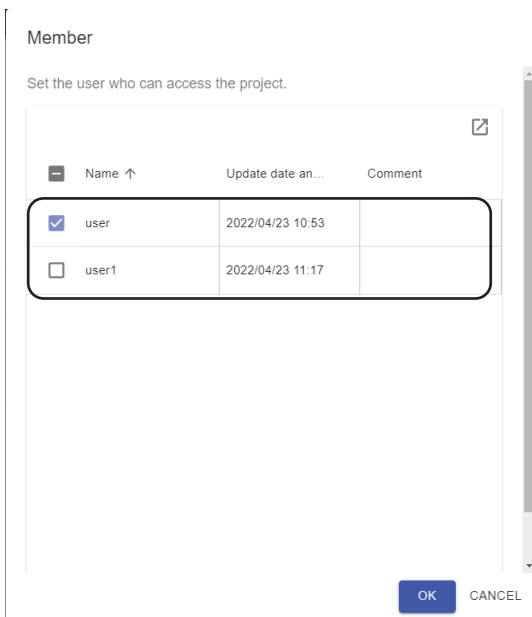 Member
Set the user who can access the project.
Name ↑ Update date an... Comment
user 2022/04/23 10:53
user1 2022/04/23 11:17
OK CANCEL